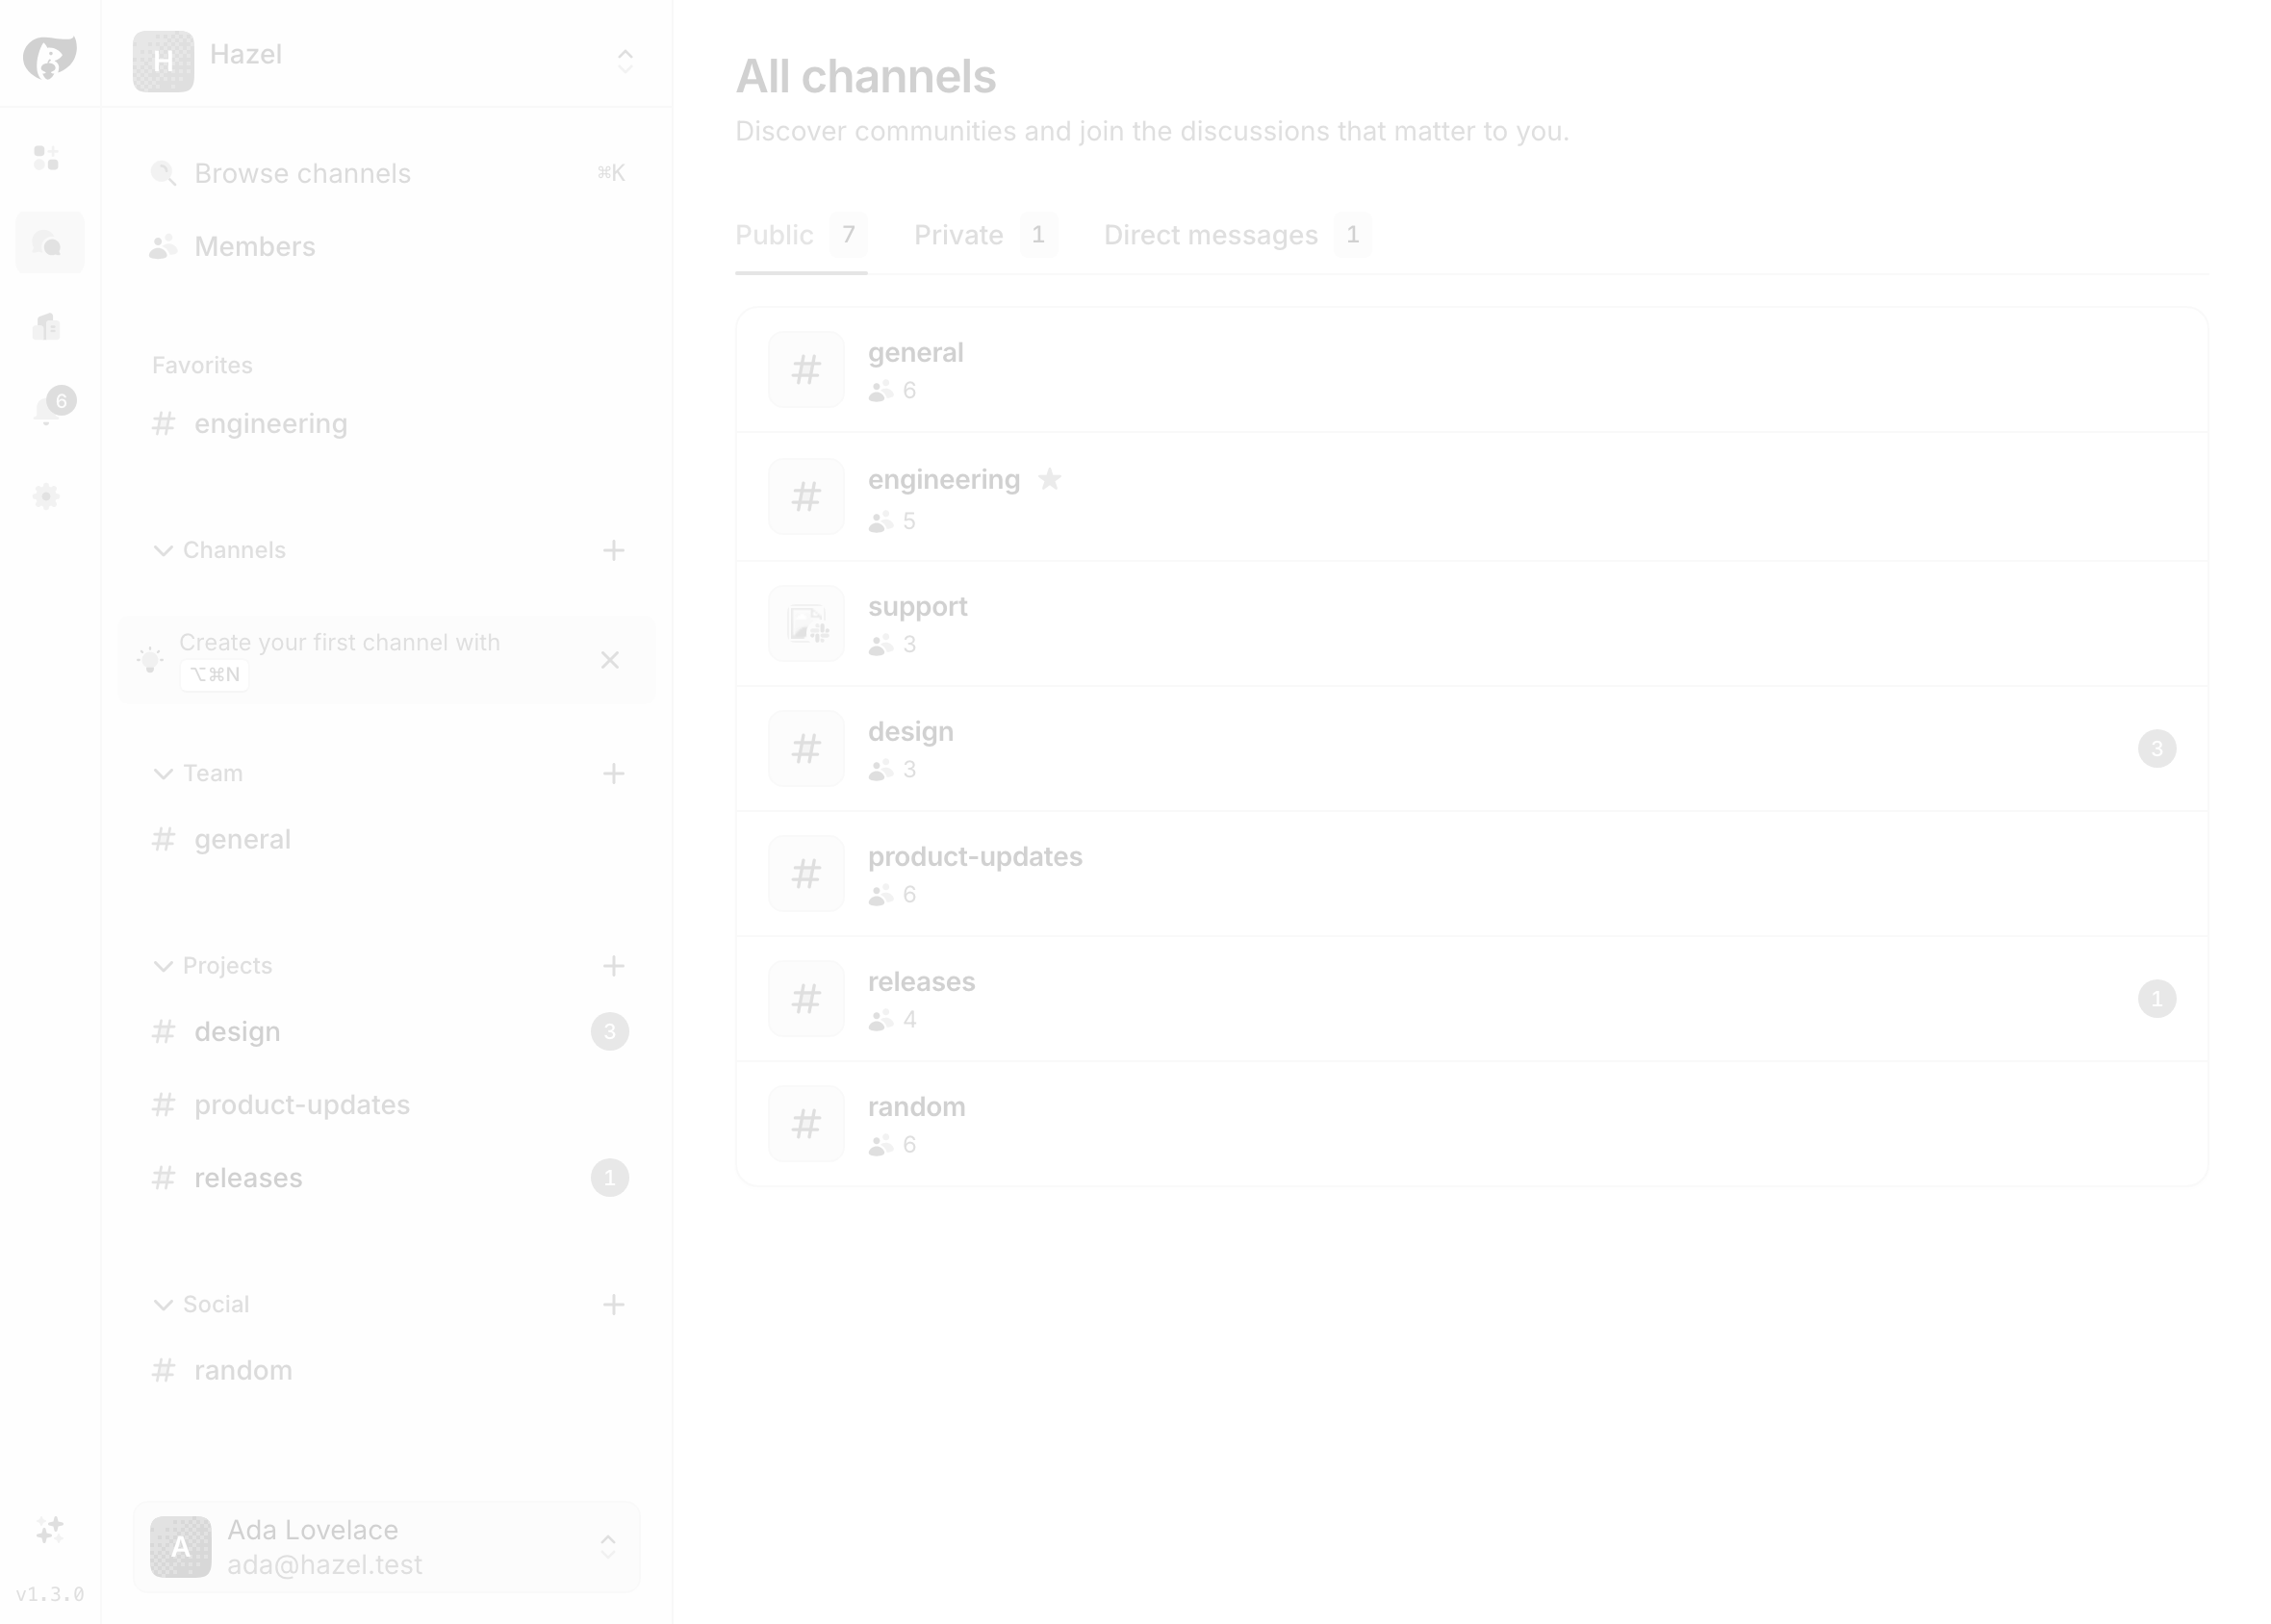 H
Hazel
Browse channels
⌘K
Members
Favorites
6
engineering
Channels
Create your first channel with
⌥⌘N
Team
general
Projects
design
3
product-updates
releases
1
Social
random
A
Ada Lovelace
ada@hazel.test
v1.3.0
All channels
Discover communities and join the discussions that matter to you.
Public 7 Private 1 Direct messages 1
# general
6
# engineering
5
support
3
# design
3
3
# product-updates
6
# releases
4
1
# random
6